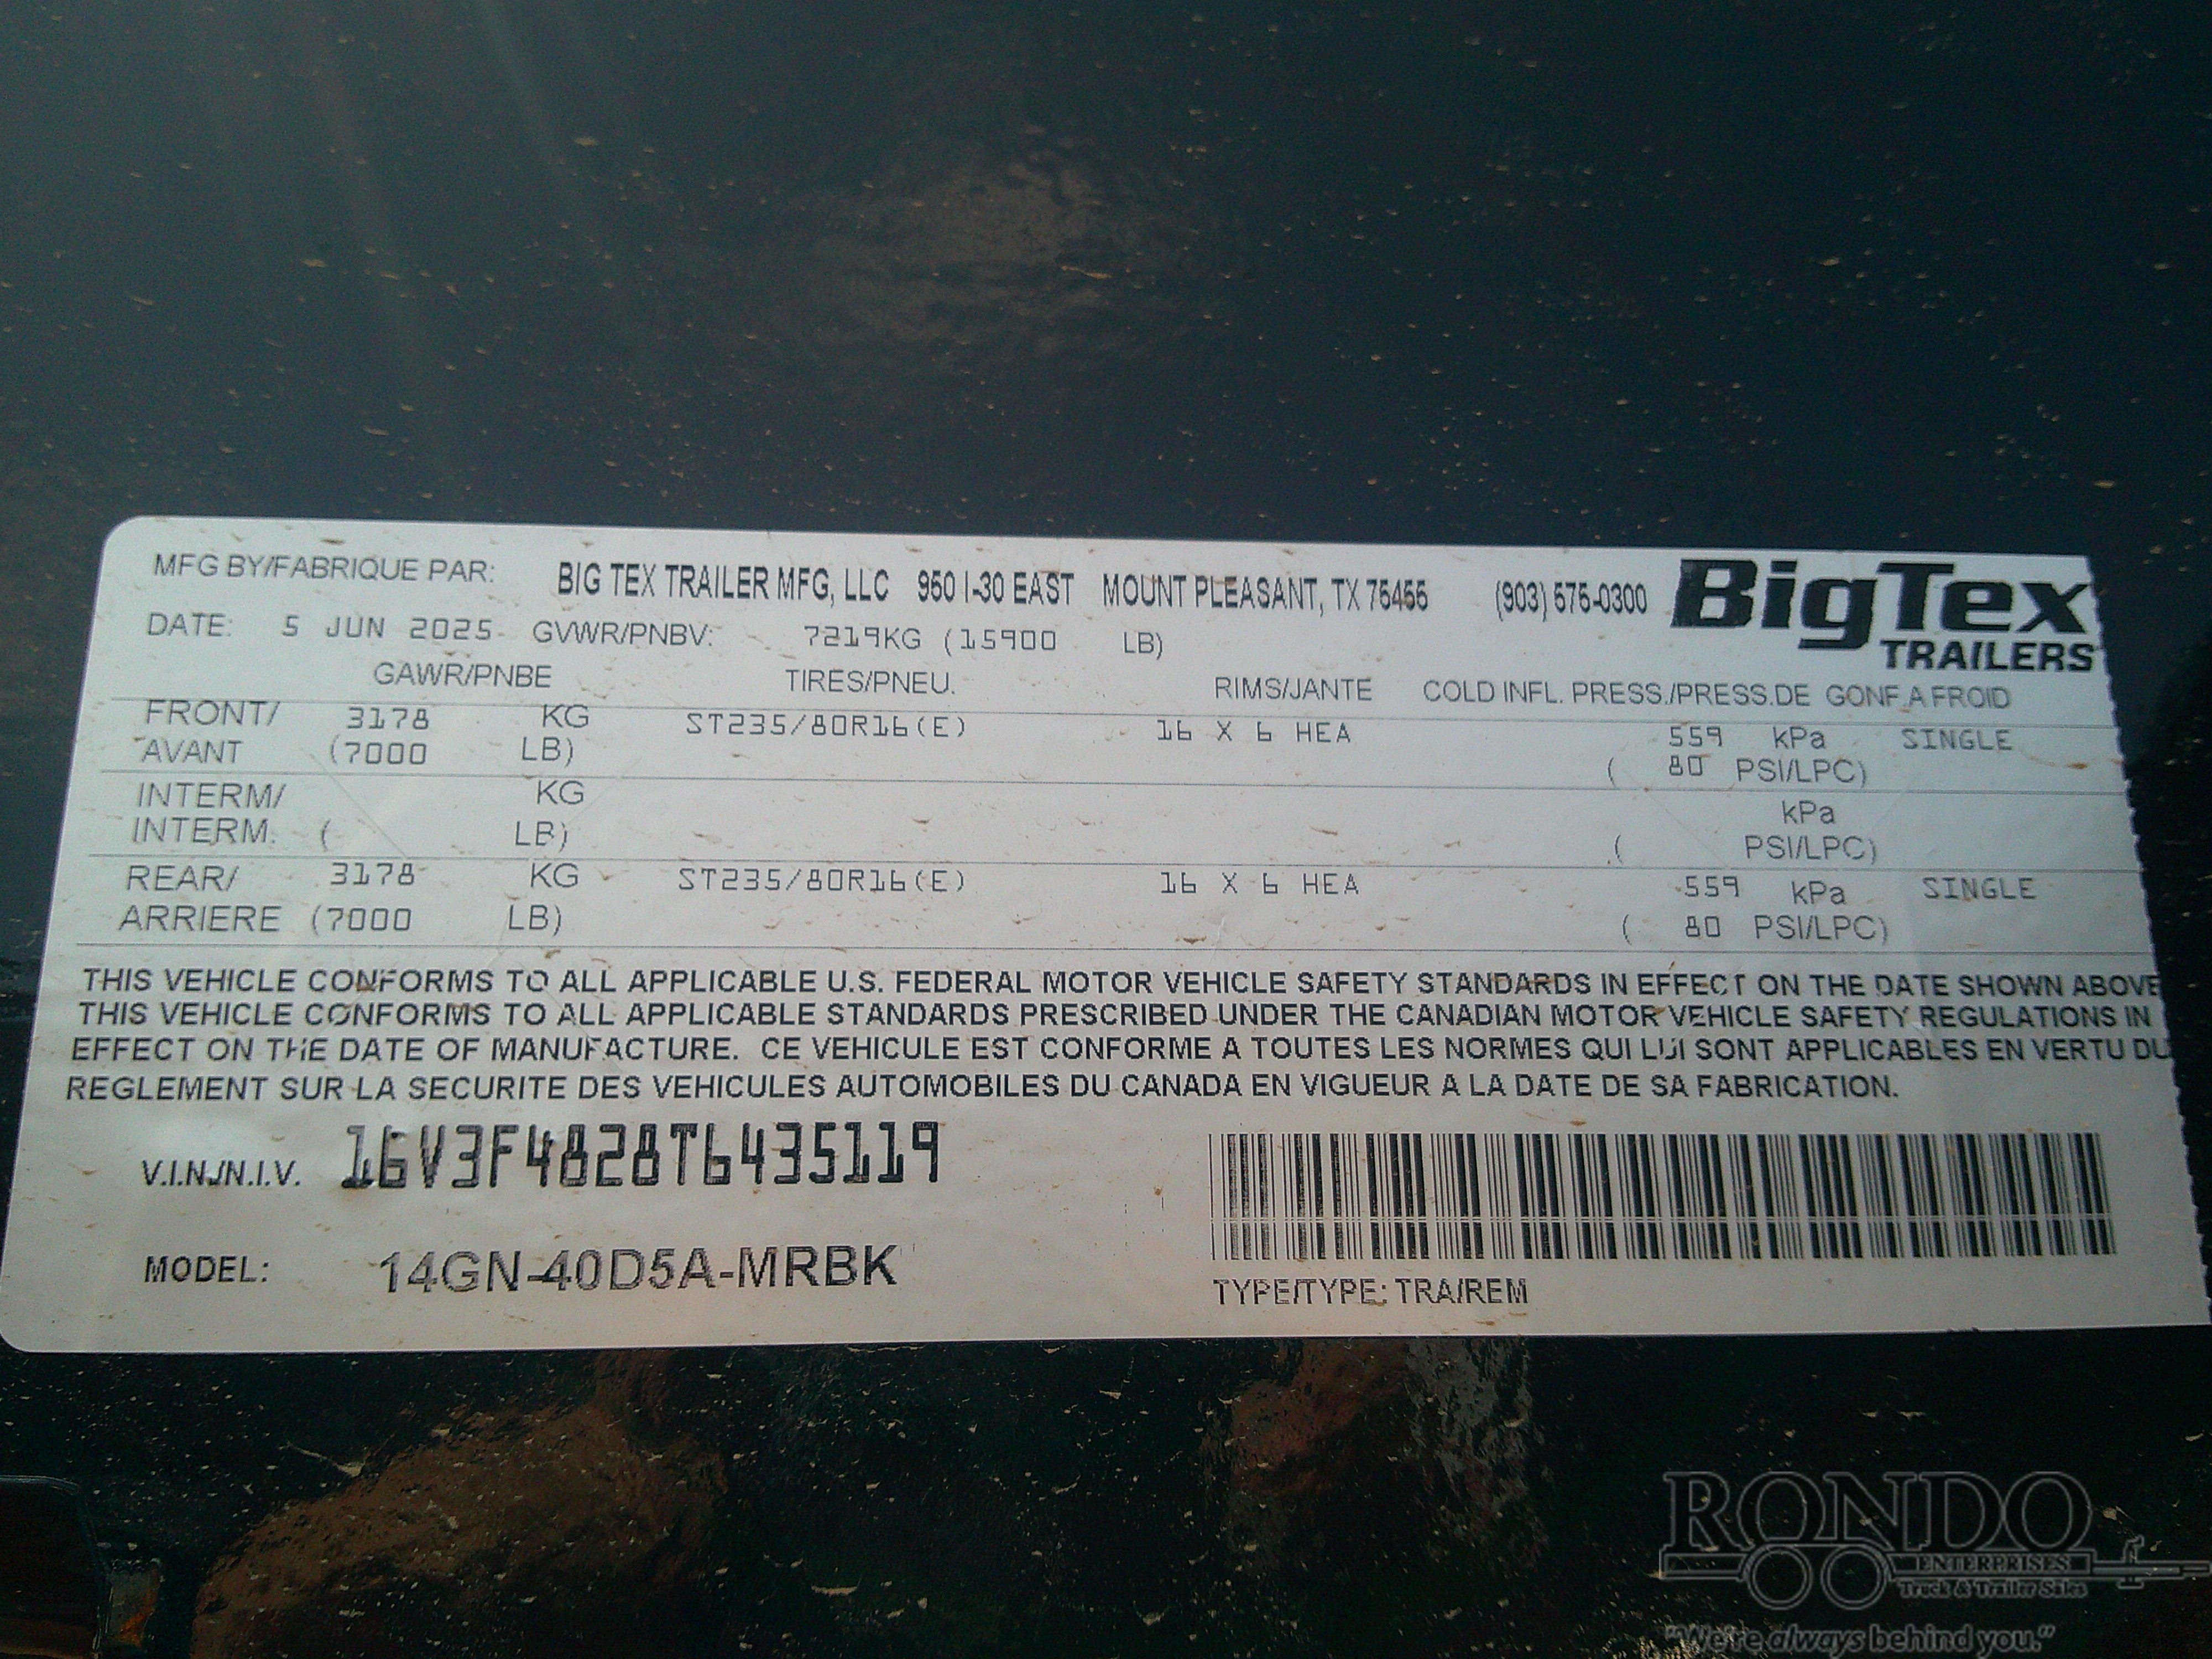 MFG BY/FABRIQUE PAR: BIG TEX TRAILER MFG, LLC 950 I-30 EAST MOUNT PLEASANT, TX 75455 (903) 575-0300 BigTex
TRAILERS
DATE: 5 JUN 2025 GVWR/PNBV: 7219KG (15900 LB)
GAWR/PNBE TIRES/PNEU. RIMS/JANTE COLD INFL. PRESS./PRESS.DE GONF.A FROID
FRONT/ 3178 KG ST235/80R16(E) 16 X 6 HEA 559 kPa SINGLE
AVANT (7000 LB) ( 80 PSI/LPC)
INTERM/ KG kPa
INTERM. ( LB) ( PSI/LPC)
REAR/ 3178 KG ST235/80R16(E) 16 X 6 HEA 559 kPa SINGLE
ARRIERE (7000 LB) ( 80 PSI/LPC)
THIS VEHICLE CONFORMS TO ALL APPLICABLE U.S. FEDERAL MOTOR VEHICLE SAFETY STANDARDS IN EFFECT ON THE DATE SHOWN ABOVE
THIS VEHICLE CONFORMS TO ALL APPLICABLE STANDARDS PRESCRIBED UNDER THE CANADIAN MOTOR VEHICLE SAFETY REGULATIONS IN
EFFECT ON THE DATE OF MANUFACTURE. CE VEHICULE EST CONFORME A TOUTES LES NORMES QUI LUI SONT APPLICABLES EN VERTU DU
REGLEMENT SUR LA SECURITE DES VEHICULES AUTOMOBILES DU CANADA EN VIGUEUR A LA DATE DE SA FABRICATION.
V.I.N./N.I.V. 16V3F4828T6435119
MODEL: 14GN-40D5A-MRBK
TYPE/TYPE: TRA/REM
RONDO
ENTERPRISES
Truck & Trailer Sales
"We're always behind you."